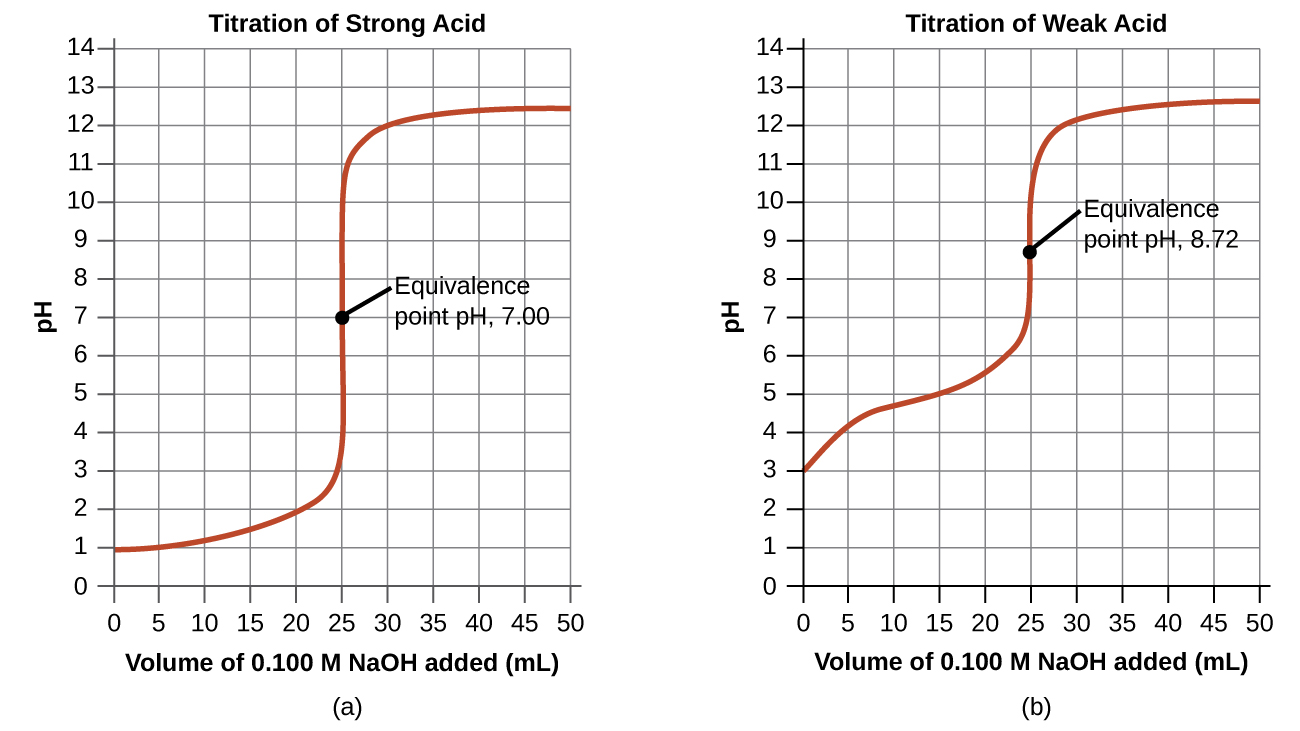 Titration of Strong Acid
14
13
12
11
10
9
8
7
6
5
4
3
2
1
0
pH
Equivalence
point pH, 7.00
0 5 10 15 20 25 30 35 40 45 50
Volume of 0.100 M NaOH added (mL)
(a)
Titration of Weak Acid
14
13
12
11
10
9
8
7
6
5
4
3
2
1
0
pH
Equivalence
point pH, 8.72
0 5 10 15 20 25 30 35 40 45 50
Volume of 0.100 M NaOH added (mL)
(b)